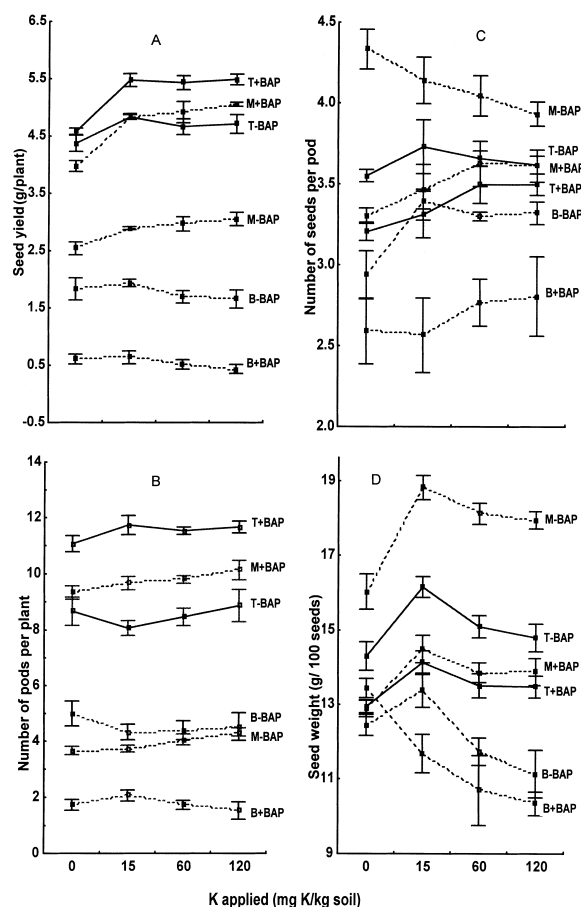 A
Seed yield (g/plant)
5.5
4.5
3.5
2.5
1.5
0.5
-0.5
T+BAP
M+BAP
T-BAP
M-BAP
B-BAP
B+BAP
C
Number of seeds per pod
4.5
4.0
3.5
3.0
2.5
2.0
M-BAP
T-BAP
M+BAP
T+BAP
B-BAP
B+BAP
B
Number of pods per plant
14
12
10
8
6
4
2
0
T+BAP
M+BAP
T-BAP
B-BAP
M-BAP
B+BAP
0 15 60 120
D
Seed weight (g/ 100 seeds)
19
16
13
11
9
M-BAP
T-BAP
M+BAP
T+BAP
B-BAP
B+BAP
0 15 60 120
K applied (mg K/kg soil)